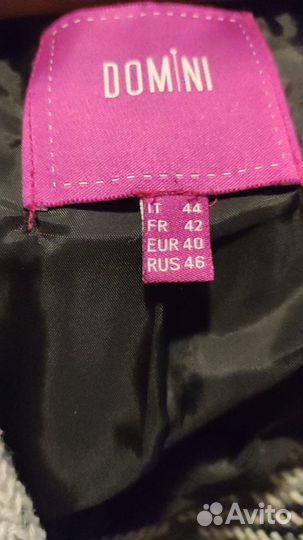 DOMINI
IT 44
FR 42
EUR 40
RUS 46
Avito